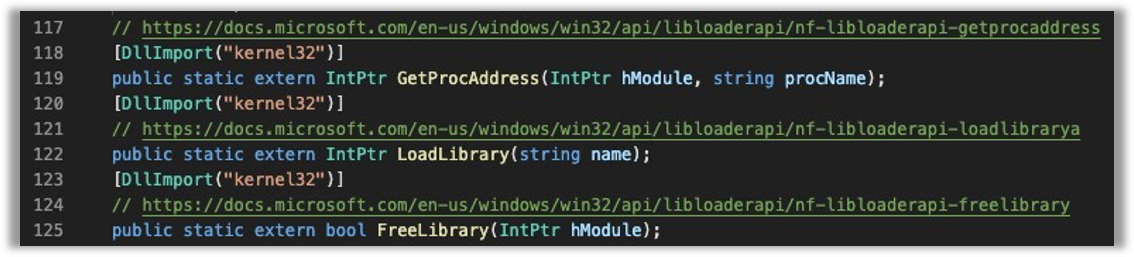 117 // https://docs.microsoft.com/en-us/windows/win32/api/libloaderapi/nf-libloaderapi-getprocaddress
118 [DllImport("kernel32")]
119 public static extern IntPtr GetProcAddress(IntPtr hModule, string procName);
120 [DllImport("kernel32")]
121 // https://docs.microsoft.com/en-us/windows/win32/api/libloaderapi/nf-libloaderapi-loadlibrarya
122 public static extern IntPtr LoadLibrary(string name);
123 [DllImport("kernel32")]
124 // https://docs.microsoft.com/en-us/windows/win32/api/libloaderapi/nf-libloaderapi-freelibrary
125 public static extern bool FreeLibrary(IntPtr hModule);